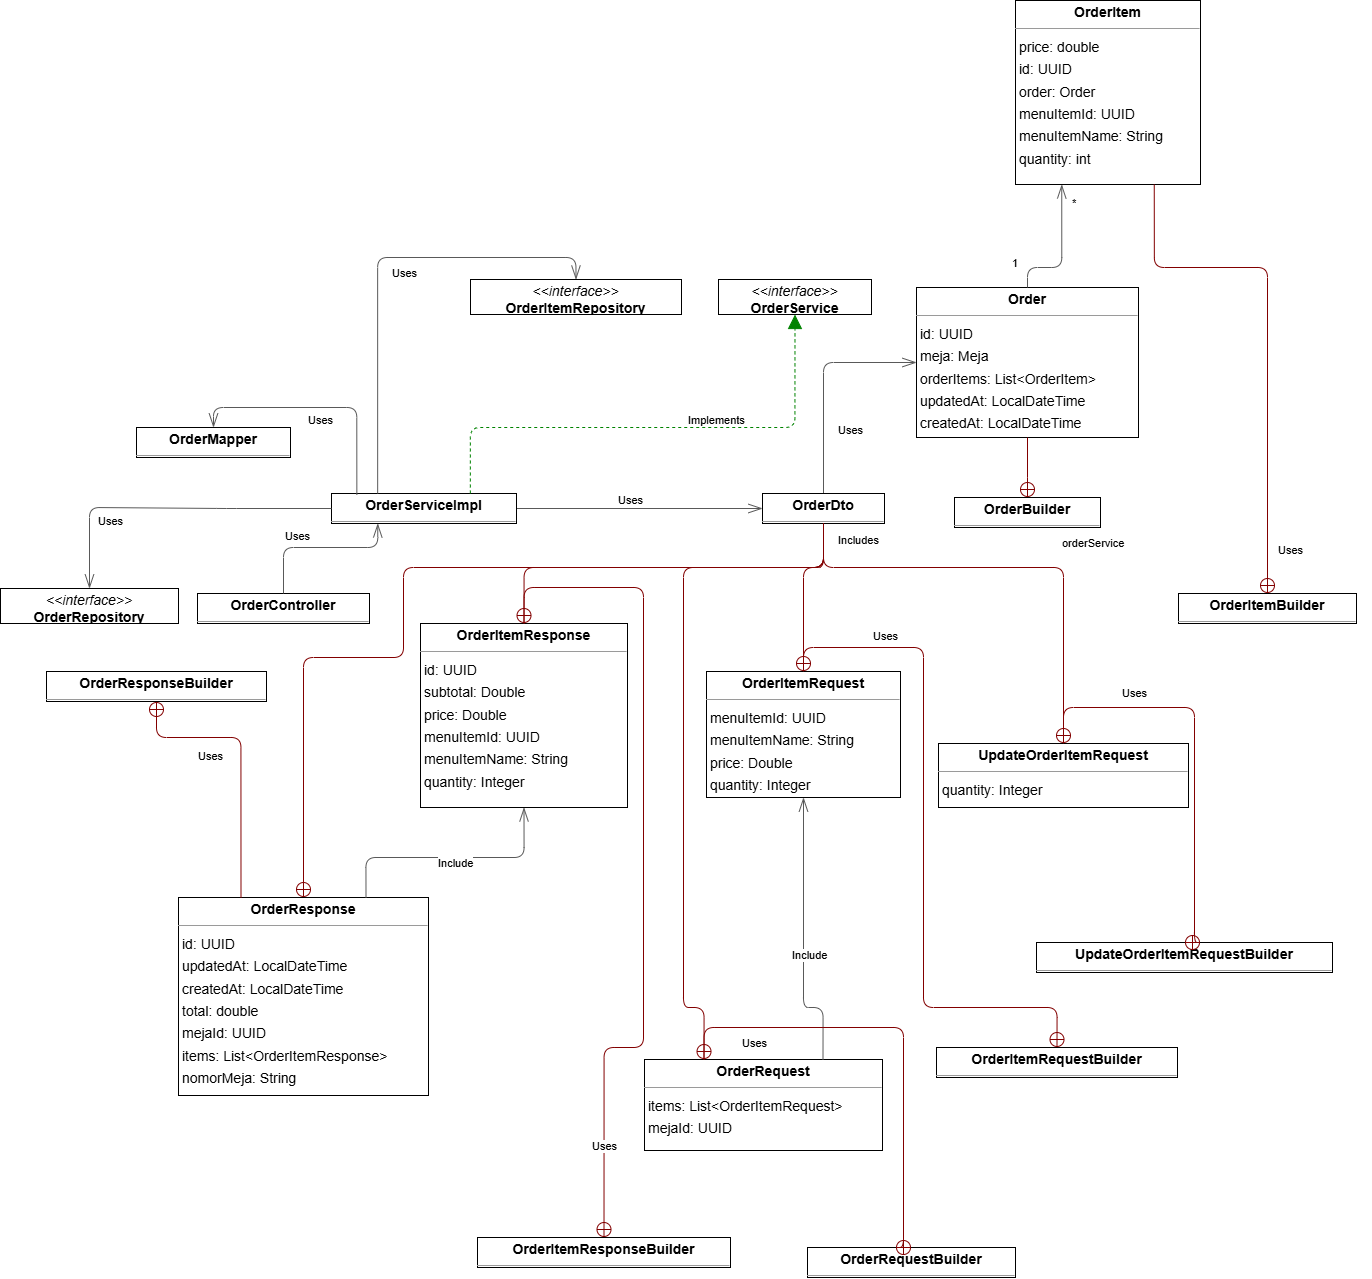 OrderItem
price: double
id: UUID
order: Order
menuItemId: UUID
menuItemName: String
quantity: int
*
1
Uses
<<interface>>
OrderItemRepository
<<interface>>
OrderService
Order
id: UUID
meja: Meja
orderItems: List<OrderItem>
updatedAt: LocalDateTime
createdAt: LocalDateTime
Uses
OrderMapper
Implements
Uses
OrderServiceImpl
Uses
OrderDto
OrderBuilder
Uses
Uses
Includes
orderService
Uses
<<interface>>
OrderRepository
OrderController
OrderItemBuilder
OrderItemResponse
id: UUID
subtotal: Double
price: Double
menuItemId: UUID
menuItemName: String
quantity: Integer
Uses
OrderItemRequest
menuItemId: UUID
menuItemName: String
price: Double
quantity: Integer
Uses
UpdateOrderItemRequest
quantity: Integer
OrderResponseBuilder
Uses
Include
OrderResponse
id: UUID
updatedAt: LocalDateTime
createdAt: LocalDateTime
total: double
mejaId: UUID
items: List<OrderItemResponse>
nomorMeja: String
Include
UpdateOrderItemRequestBuilder
Uses
OrderItemRequestBuilder
OrderRequest
items: List<OrderItemRequest>
mejaId: UUID
Uses
OrderItemResponseBuilder
OrderRequestBuilder